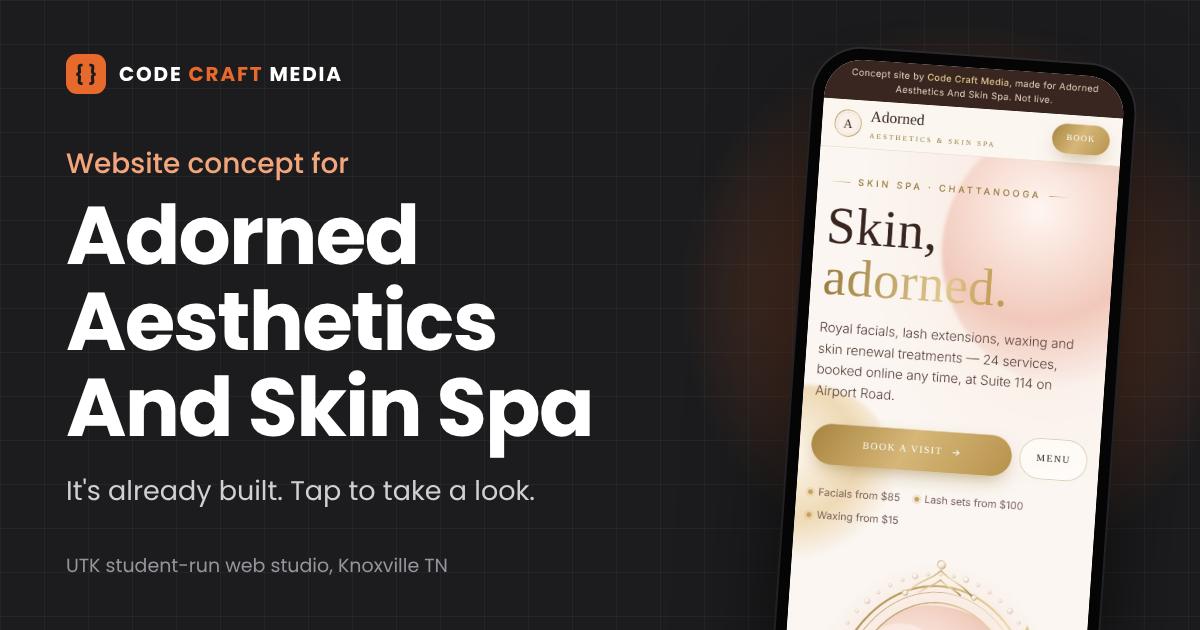 { } CODE CRAFT MEDIA
Website concept for
Adorned
Aesthetics
And Skin Spa
It's already built. Tap to take a look.
UTK student-run web studio, Knoxville TN
Concept site by Code Craft Media, made for Adorned
Aesthetics And Skin Spa. Not live.
A
Adorned
AESTHETICS & SKIN SPA
BOOK
SKIN SPA · CHATTANOOGA
Skin,
adorned.
Royal facials, lash extensions, waxing and
skin renewal treatments — 24 services,
booked online any time, at Suite 114 on
Airport Road.
BOOK A VISIT →
MENU
Facials from $85
Lash sets from $100
Waxing from $15